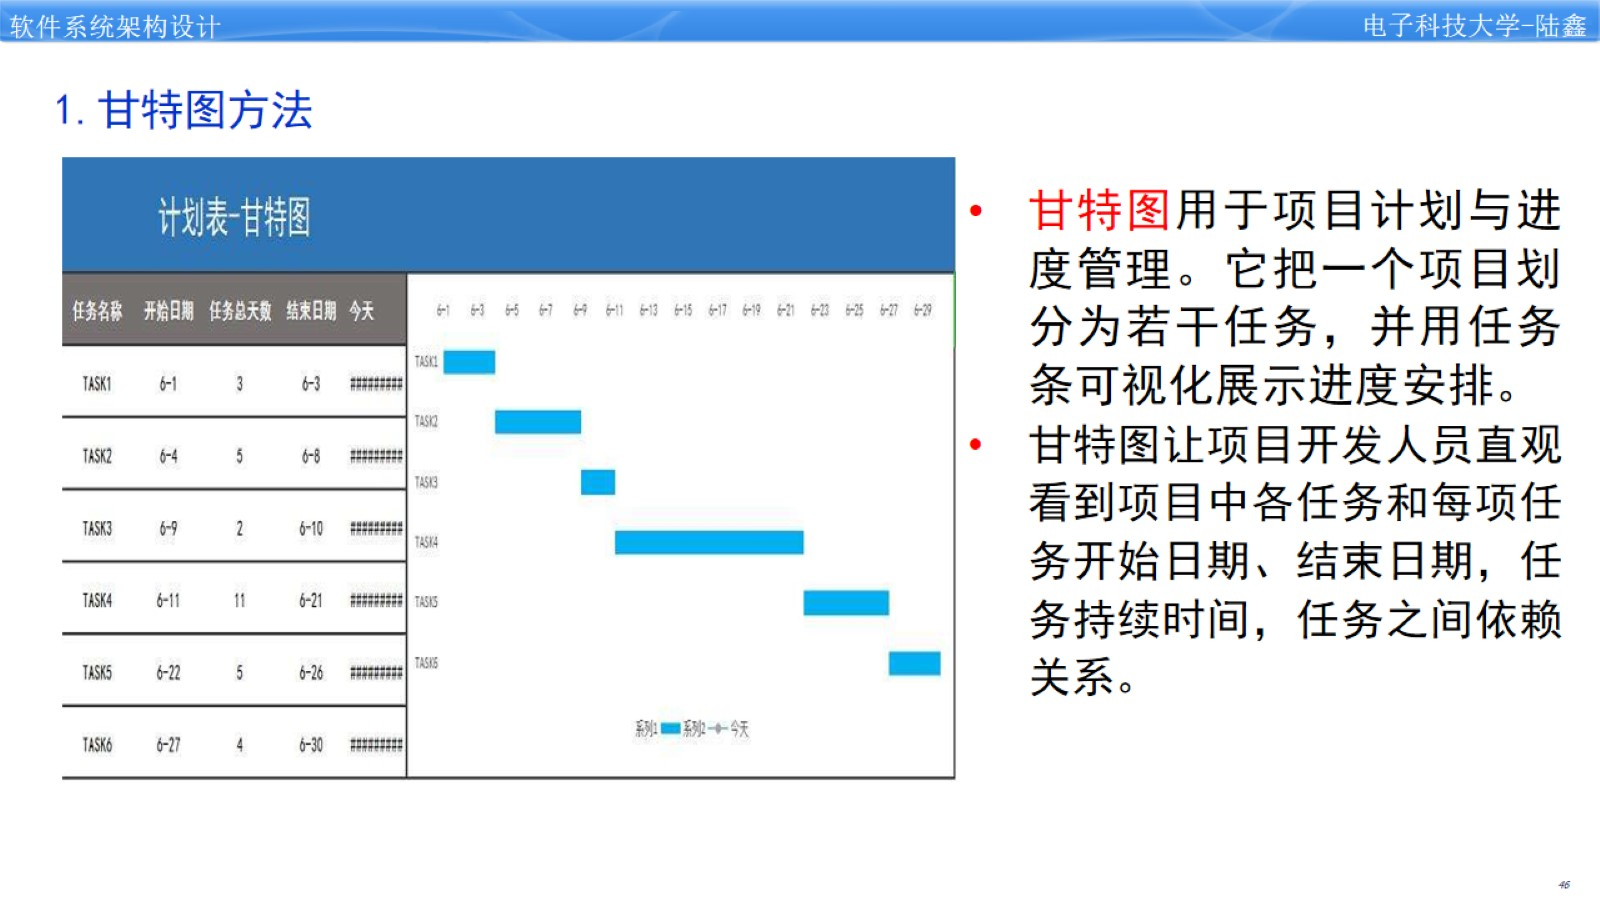 软件系统架构设计
电子科技大学-陆鑫
1. 甘特图方法
计划表-甘特图
任务名称 开始日期 任务总天数 结束日期 今天
TASK1 6-1 3 6-3 #########
TASK2 6-4 5 6-8 #########
TASK3 6-9 2 6-10 #########
TASK4 6-11 11 6-21 #########
TASK5 6-22 5 6-26 #########
TASK6 6-27 4 6-30 #########
6-1 6-3 6-5 6-7 6-9 6-11 6-13 6-15 6-17 6-19 6-21 6-23 6-25 6-27 6-29
TASK1
TASK2
TASK3
TASK4
TASK5
TASK6
系列1 系列2 今天
• 甘特图用于项目计划与进
度管理。它把一个项目划
分为若干任务，并用任务
条可视化展示进度安排。
• 甘特图让项目开发人员直观
看到项目中各任务和每项任
务开始日期、结束日期，任
务持续时间，任务之间依赖
关系。
46